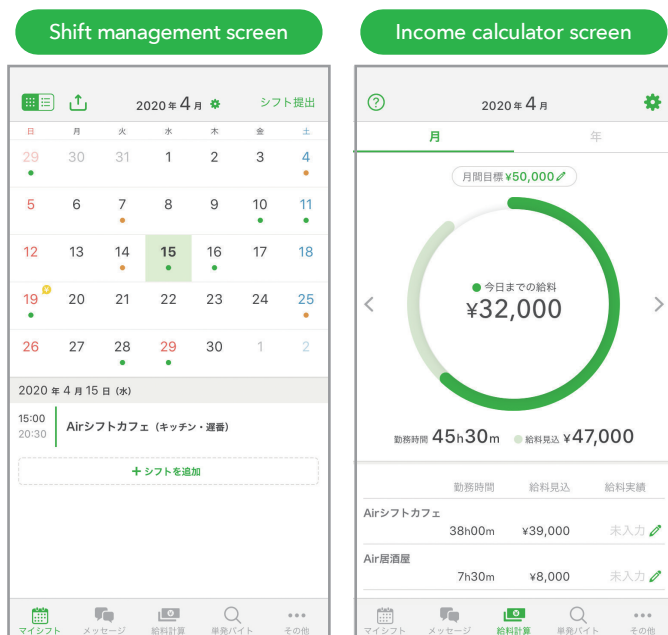 Shift management screen
2020年4月
シフト提出
日 月 火 水 木 金 土
29 30 31 1 2 3 4
5 6 7 8 9 10 11
12 13 14 15 16 17 18
19 ¥ 20 21 22 23 24 25
26 27 28 29 30 1 2
2020 年 4 月 15 日 (水)
15:00
20:30
Airシフトカフェ(キッチン・遅番)
+シフトを追加
マイシフト メッセージ 給料計算 単発バイト その他
Income calculator screen
?
2020年4月
月 年
月間目標 ¥50,000
今日までの給料
¥32,000
< >
勤務時間 45h30m 給料見込 ¥47,000
勤務時間 給料見込 給料実績
Airシフトカフェ
38h00m ¥39,000 未入力
Air居酒屋
7h30m ¥8,000 未入力
マイシフト メッセージ 給料計算 単発バイト その他